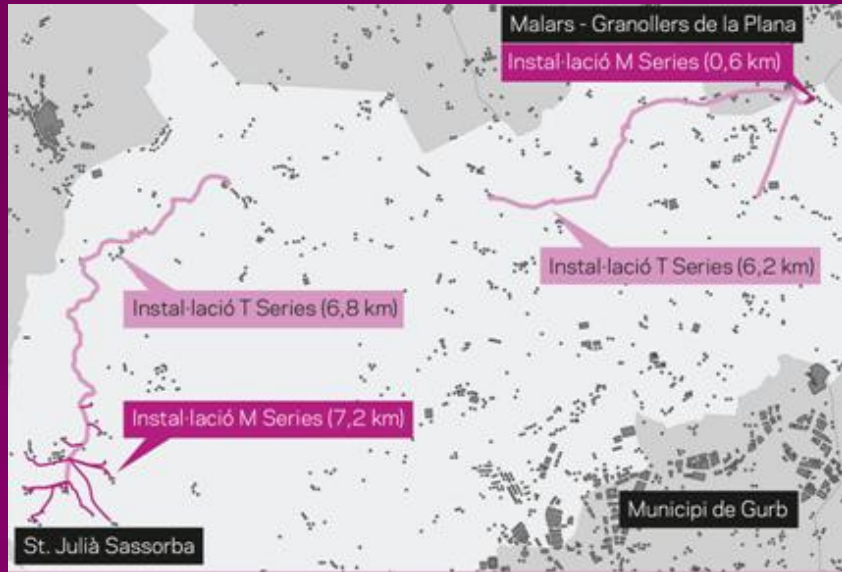 Malars - Granollers de la Plana
Instal·lació M Series (0,6 km)
Instal·lació T Series (6,2 km)
Instal·lació T Series (6,8 km)
Instal·lació M Series (7,2 km)
Municipi de Gurb
St. Julià Sassorba